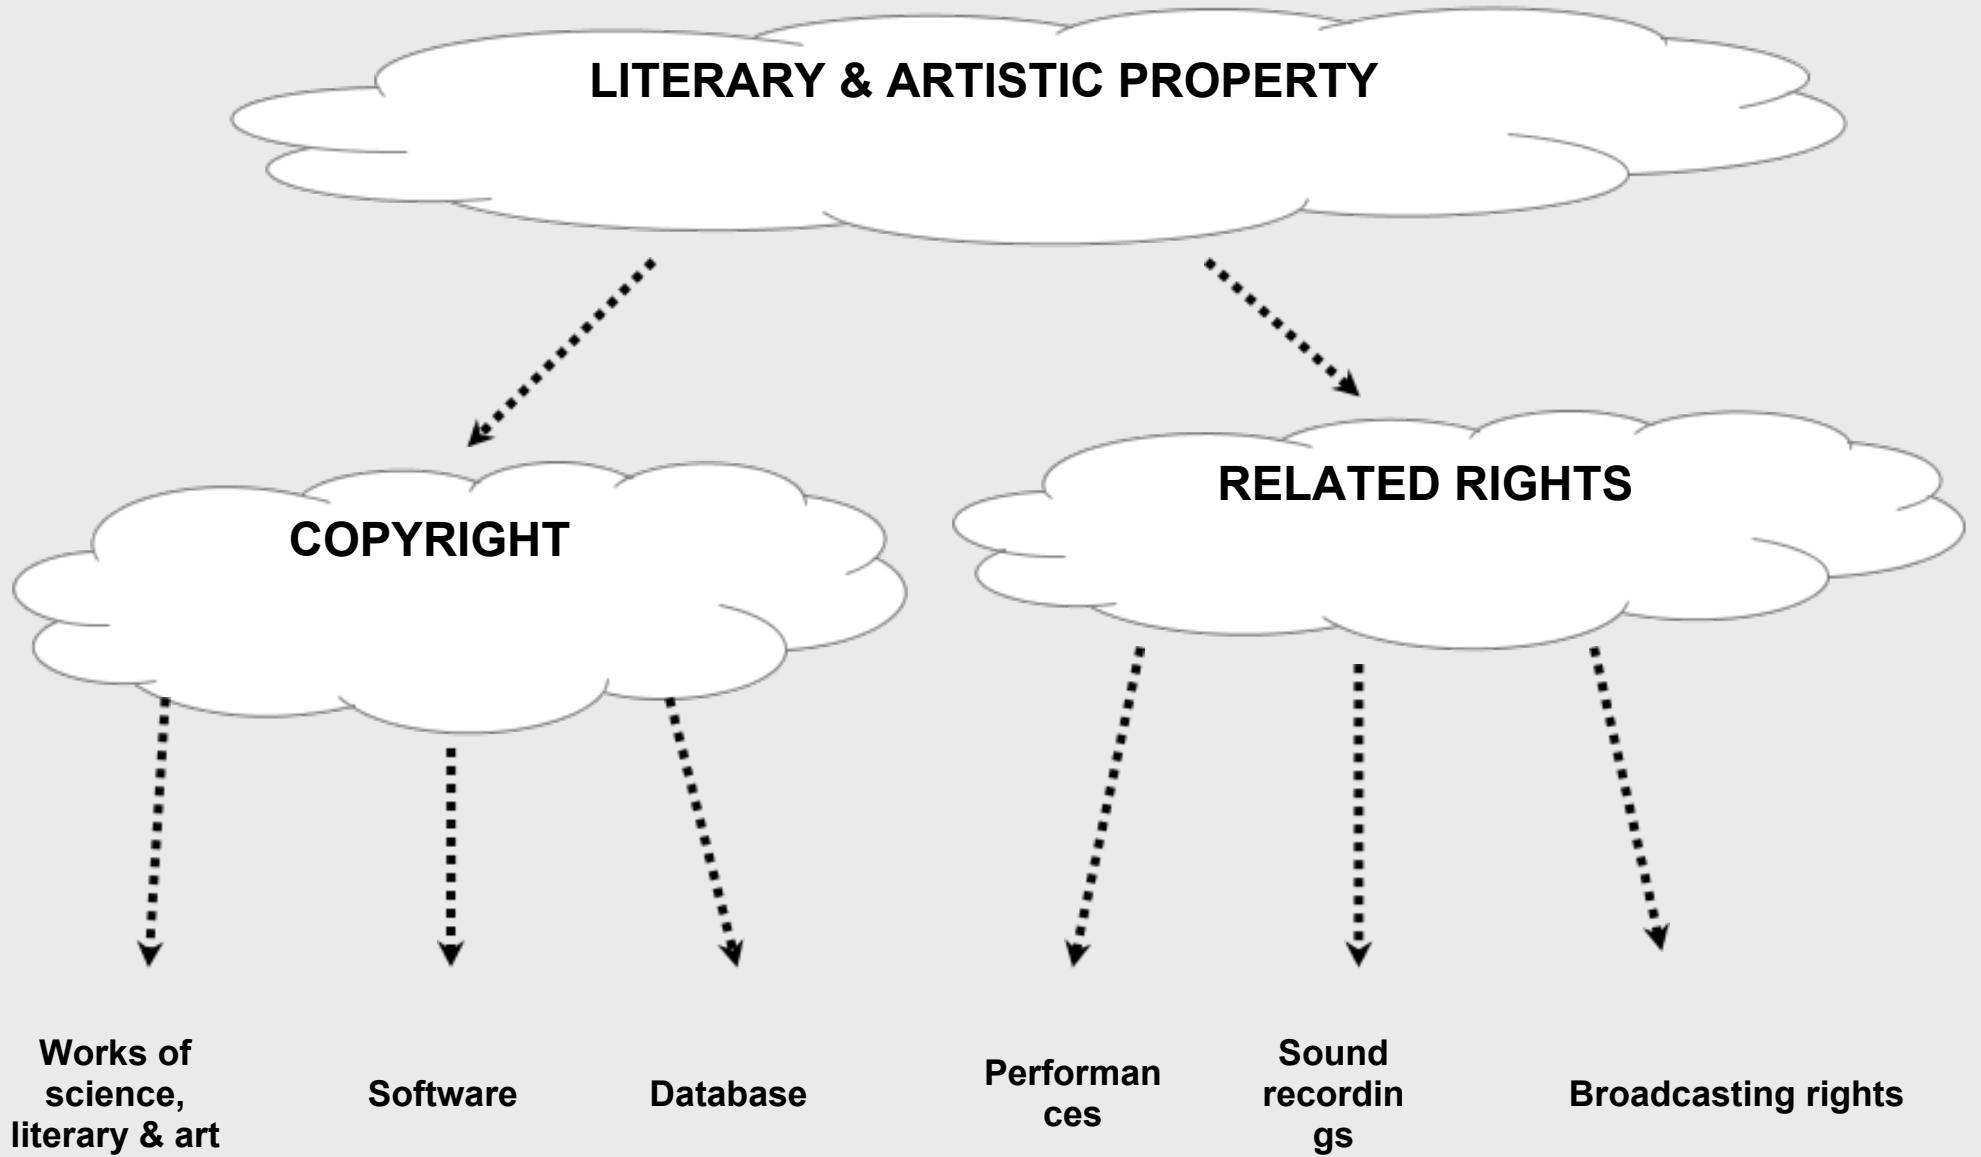 LITERARY & ARTISTIC PROPERTY
COPYRIGHT
RELATED RIGHTS
Works of
science,
literary & art
Software
Database
Performan
ces
Sound
recordin
gs
Broadcasting rights